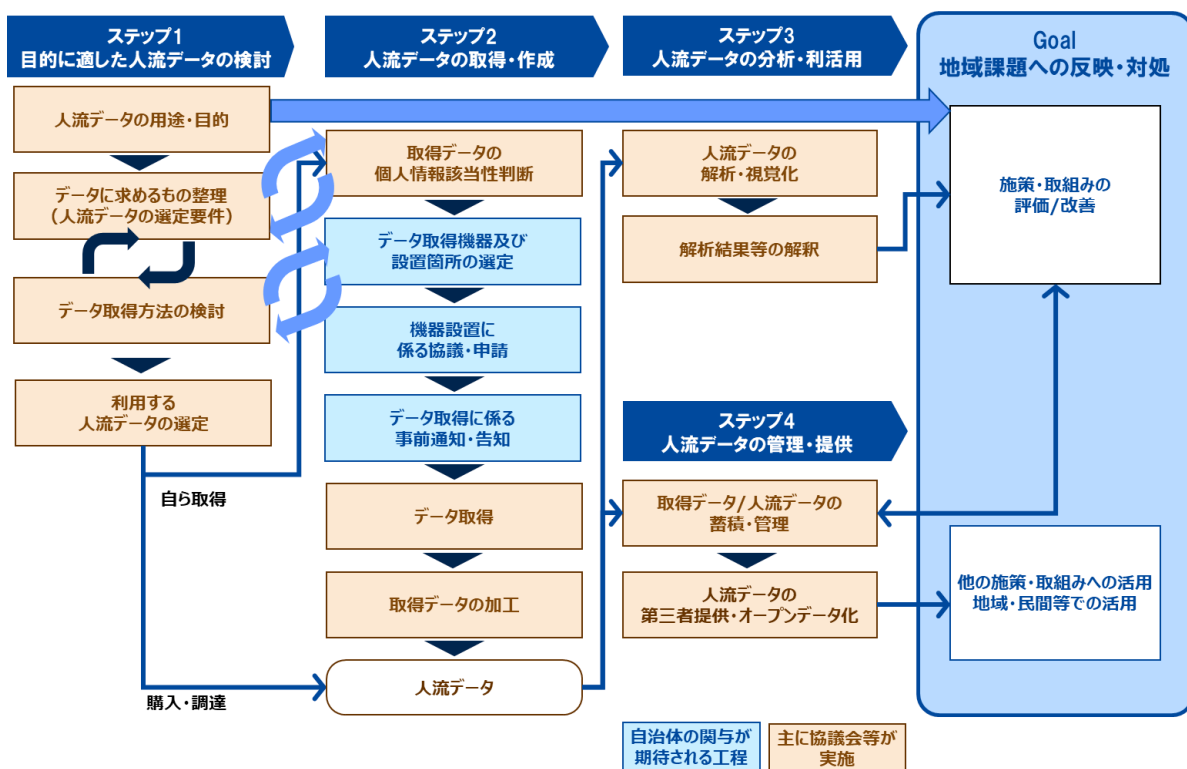 ステップ1
目的に適した人流データの検討
人流データの用途・目的
データに求めるもの整理
(人流データの選定要件)
データ取得方法の検討
利用する
人流データの選定
自ら取得
購入・調達
ステップ2
人流データの取得・作成
取得データの
個人情報該当性判断
データ取得機器及び
設置箇所の選定
機器設置に
係る協議・申請
データ取得に係る
事前通知・告知
データ取得
取得データの加工
人流データ
ステップ3
人流データの分析・利活用
人流データの
解析・視覚化
解析結果等の解釈
ステップ4
人流データの管理・提供
取得データ/人流データの
蓄積・管理
人流データの
第三者提供・オープンデータ化
Goal
地域課題への反映・対処
施策・取組みの
評価/改善
他の施策・取組みへの活用
地域・民間等での活用
自治体の関与が
期待される工程
主に協議会等が
実施